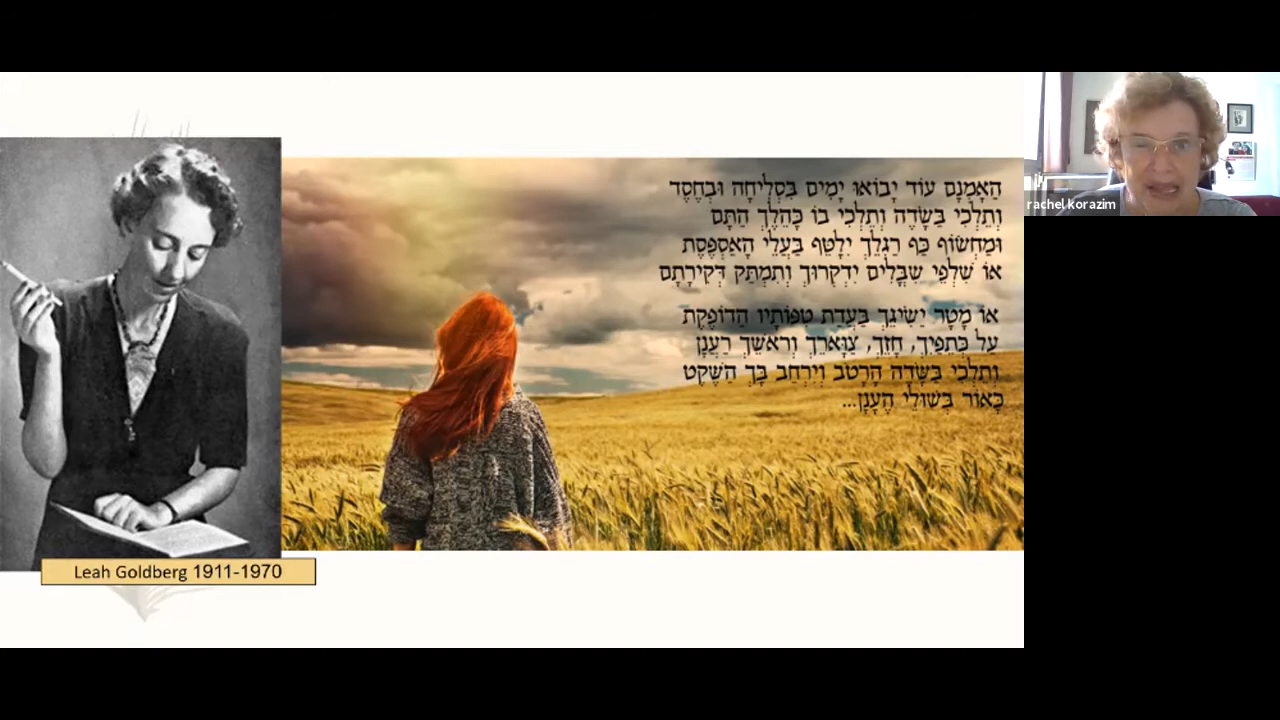 הַאָמְנָם עוֹד יָבוֹאוּ יָמִים בִּסְלִיחָה וּבְחֶסֶד
וְתֵלְכִי בַּשָּׂדֶה וְתֵלְכִי בוֹ כָּהֵלֶךְ הַתָּם
וּמַחְשׂוֹף כַּף רַגְלֵךְ יִלָּטֵף בַּעֲלֵי הָאַסְפֶּסֶת
אוֹ שִׁלְפֵי שִׁבֳּלִים יִדְקְרוּךְ וְתִמְתַּק דְּקִירָתָם
אוֹ מָטָר יַשִּׂיגֵךְ בַּעֲדַת טִפּוֹתָיו הַדּוֹפֶקֶת
עַל כְּתֵפַיִךְ, חָזֵךְ, צַוָּארֵךְ וְרֹאשֵׁךְ רַעֲנָן
וְתֵלְכִי בַּשָּׂדֶה הָרָטֹב וְיִרְחַב בָּךְ הַשֶּׁקֶט
כָּאוֹר בְּשׁוּלֵי הֶעָנָן...
Leah Goldberg 1911-1970
rachel korazim